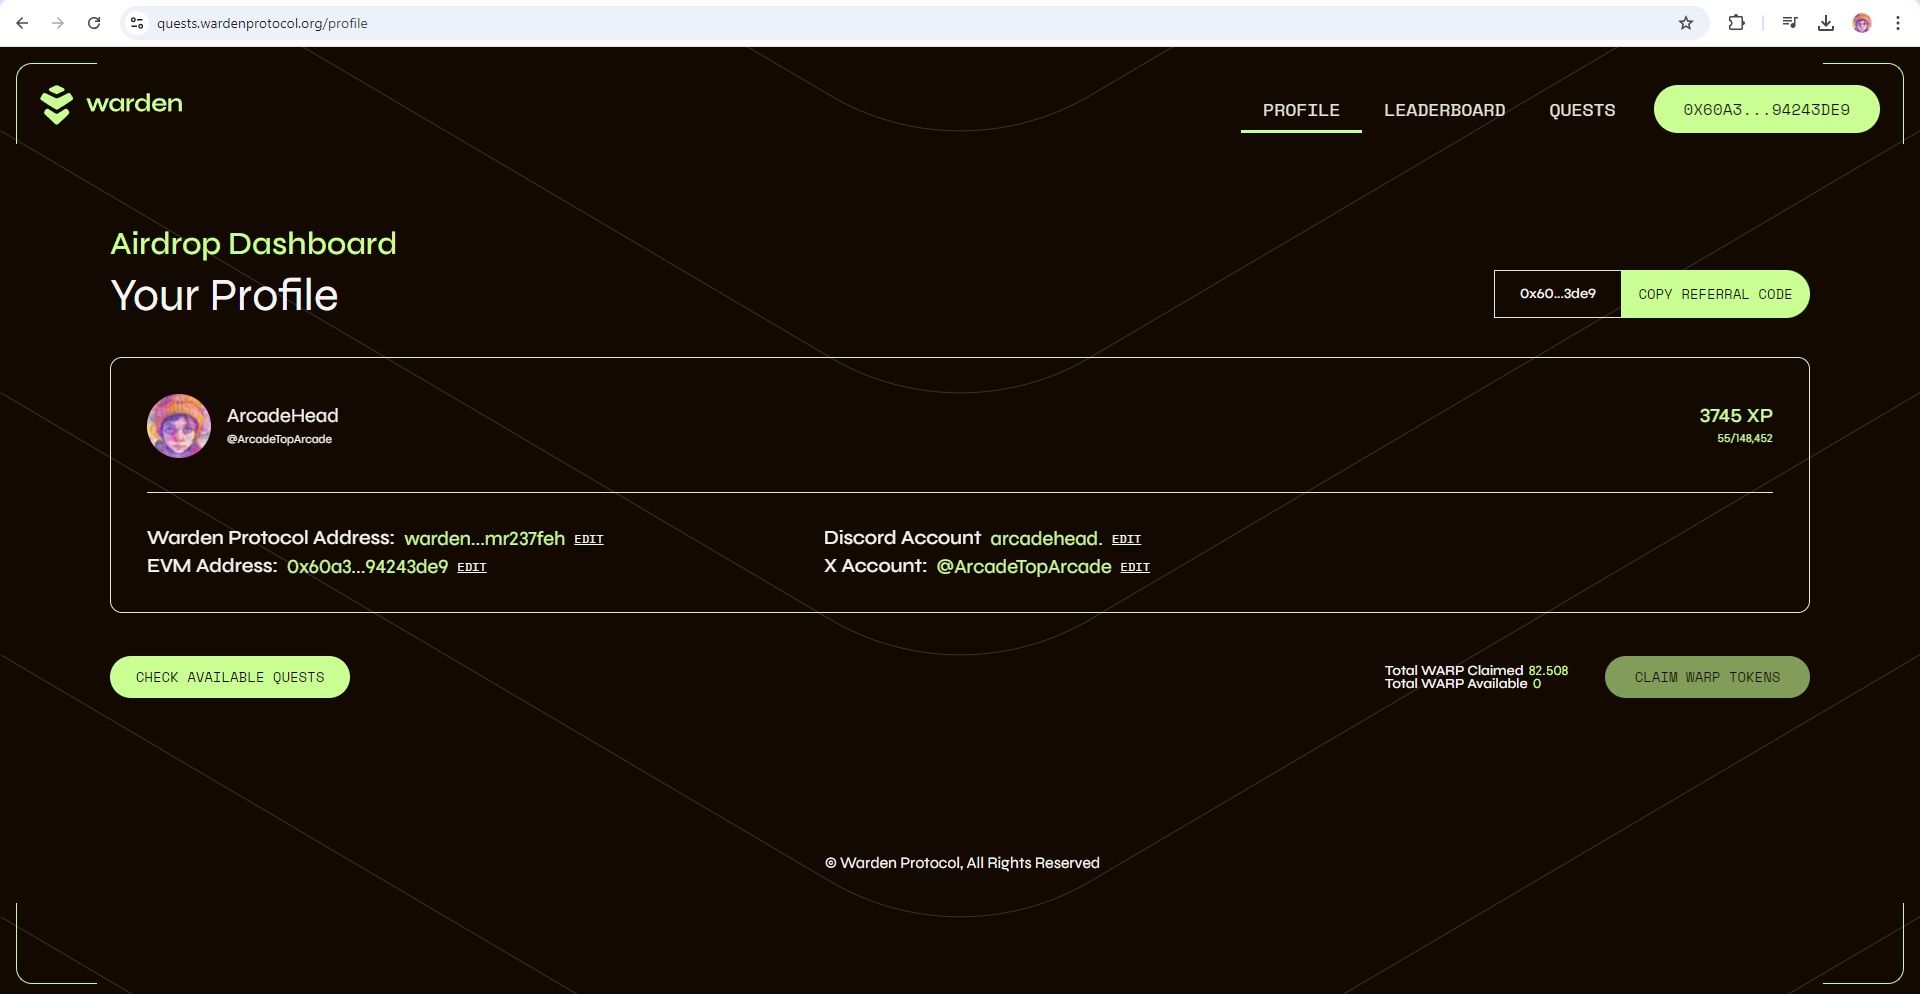 quests.wardenprotocol.org/profile
warden
PROFILE
LEADERBOARD
QUESTS
0X60A3...94243DE9
Airdrop Dashboard
Your Profile
0x60...3de9
COPY REFERRAL CODE
ArcadeHead
@ArcadeTopArcade
3745 XP
55/148,452
Warden Protocol Address: warden...mr237feh EDIT
EVM Address: 0x60a3...94243de9 EDIT
Discord Account arcadehead. EDIT
X Account: @ArcadeTopArcade EDIT
CHECK AVAILABLE QUESTS
Total WARP Claimed 82.508
Total WARP Available 0
CLAIM WARP TOKENS
© Warden Protocol, All Rights Reserved